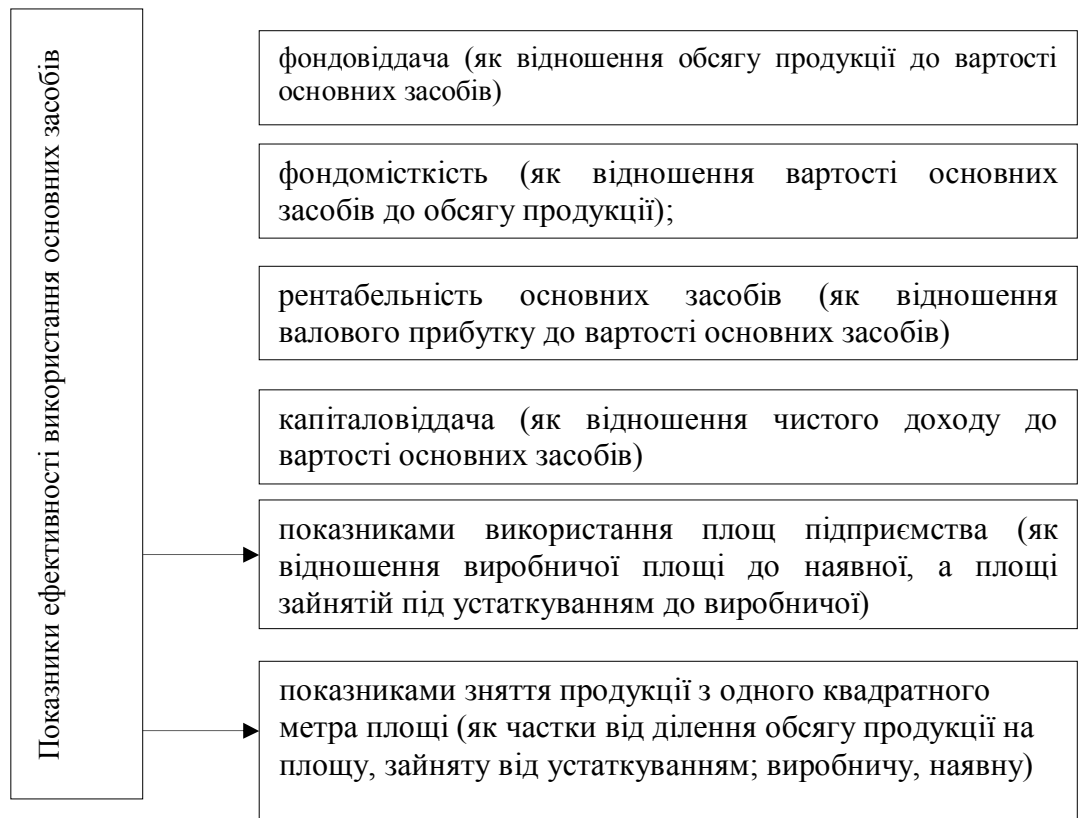 Показники ефективності використання основних засобів
фондовіддача (як відношення обсягу продукції до вартості
основних засобів)
фондомісткість (як відношення вартості основних
засобів до обсягу продукції);
рентабельність основних засобів (як відношення
валового прибутку до вартості основних засобів)
капіталовіддача (як відношення чистого доходу до
вартості основних засобів)
показниками використання площ підприємства (як
відношення виробничої площі до наявної, а площі
зайнятій під устаткуванням до виробничої)
показниками зняття продукції з одного квадратного
метра площі (як частки від ділення обсягу продукції на
площу, зайняту від устаткуванням; виробничу, наявну)